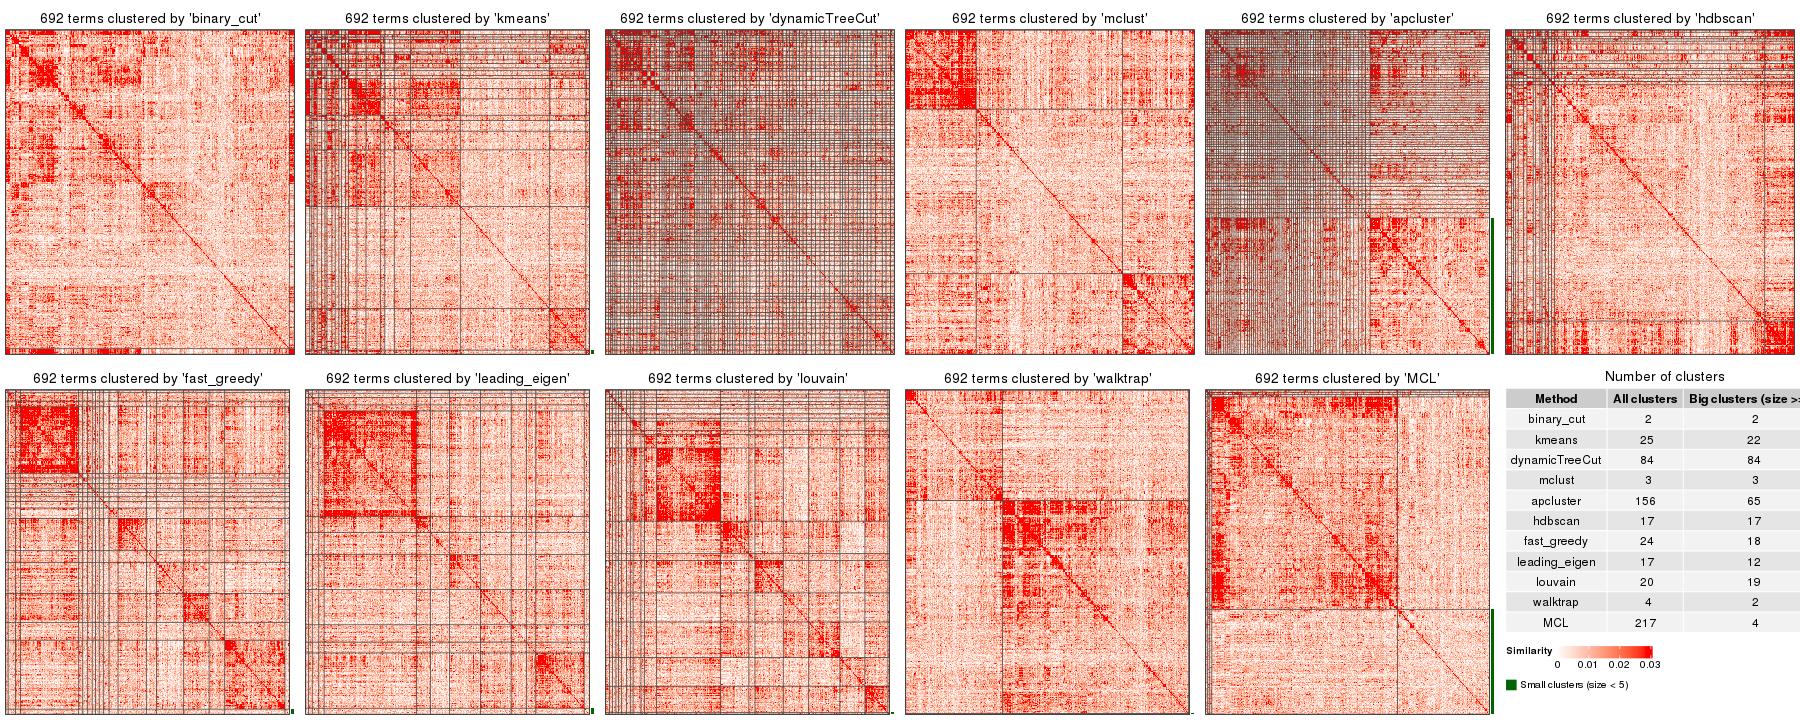 692 terms clustered by 'binary_cut'
692 terms clustered by 'kmeans'
692 terms clustered by 'dynamicTreeCut'
692 terms clustered by 'mclust'
692 terms clustered by 'apcluster'
692 terms clustered by 'hdbscan'
692 terms clustered by 'fast_greedy'
692 terms clustered by 'leading_eigen'
692 terms clustered by 'louvain'
692 terms clustered by 'walktrap'
692 terms clustered by 'MCL'
Number of clusters
Method All clusters Big clusters (size >=
binary_cut 2 2
kmeans 25 22
dynamicTreeCut 84 84
mclust 3 3
apcluster 156 65
hdbscan 17 17
fast_greedy 24 18
leading_eigen 17 12
louvain 20 19
walktrap 4 2
MCL 217 4
Similarity
0 0.01 0.02 0.03
Small clusters (size < 5)